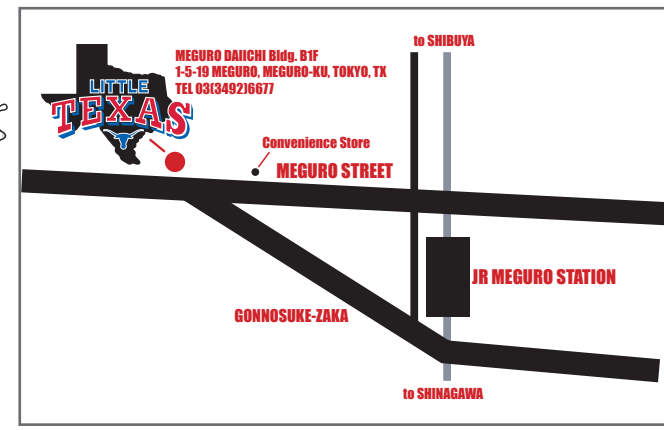 to SHIBUYA
MEGURO DAIICHI Bldg. B1F
1-5-19 MEGURO, MEGURO-KU, TOKYO, TX
TEL 03(3492)6677
LITTLE
TEXAS
Convenience Store
MEGURO STREET
JR MEGURO STATION
GONNOSUKE-ZAKA
to SHINAGAWA